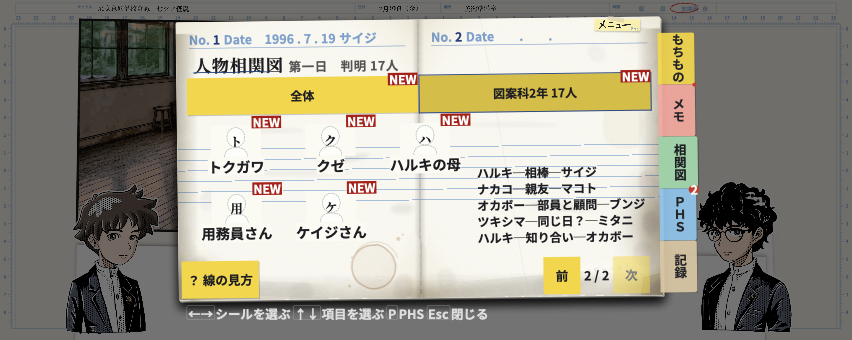 No. 1 Date 1996 . 7 . 19 サイジ
No. 2 Date . .
メニュー
人物相関図 第一日 判明 17人
NEW
全体
NEW
図案科2年 17人
NEW
ト
トクガワ
NEW
ク
クゼ
NEW
ハ
ハルキの母
NEW
用
用務員さん
NEW
ケ
ケイジさん
ハルキ─相棒─サイジ
ナカコ─親友─マコト
オカボー─部員と顧問─ブンジ
ツキシマ─同じ日？─ミタニ
ハルキ─知り合い─オカボー
? 線の見方
前
2 / 2
次
もちもの
メモ
相関図
PHS
2
記録
←→ シールを選ぶ ↑↓ 項目を選ぶ P PHS Esc 閉じる